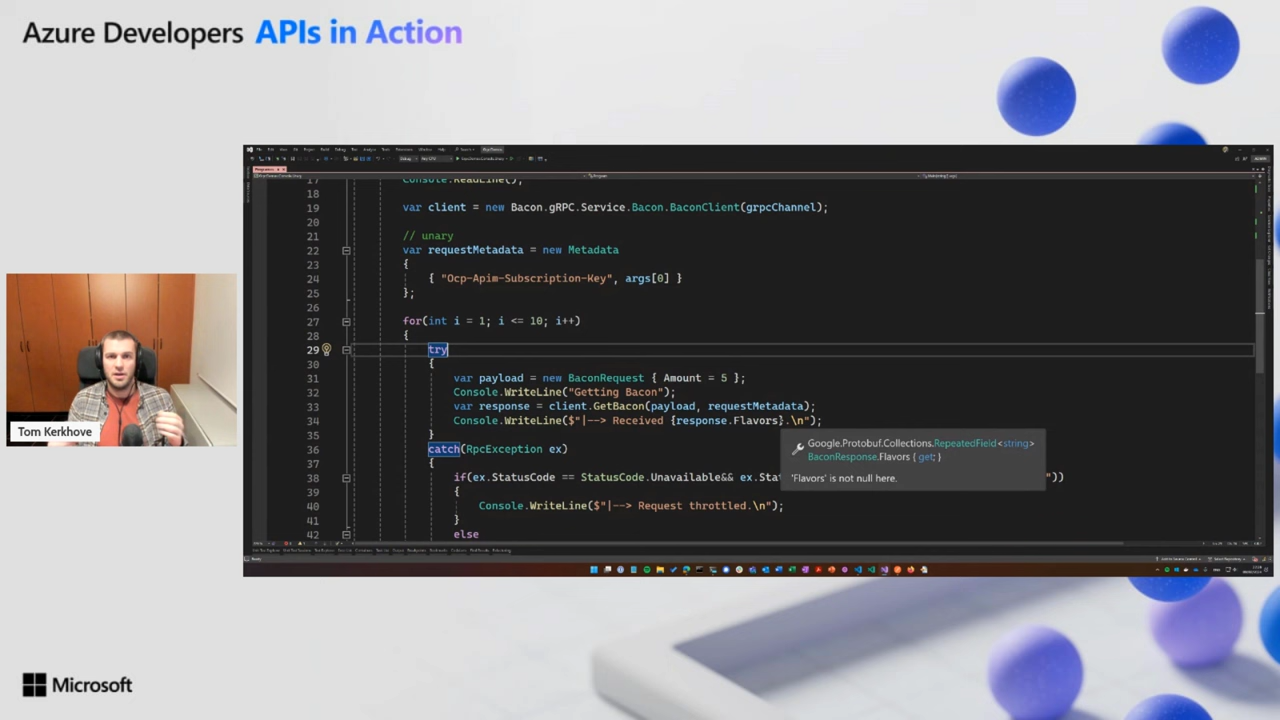 Azure Developers APIs in Action
17 Console.ReadLine();
18
19 var client = new Bacon.gRPC.Service.Bacon.BaconClient(grpcChannel);
20
21 // unary
22 var requestMetadata = new Metadata
23 {
24 { "Ocp-Apim-Subscription-Key", args[0] }
25 };
26
27 for(int i = 1; i <= 10; i++)
28 {
29 try
30 {
31 var payload = new BaconRequest { Amount = 5 };
32 Console.WriteLine("Getting Bacon");
33 var response = client.GetBacon(payload, requestMetadata);
34 Console.WriteLine($"|--> Received {response.Flavors}.\n");
35 }
36 catch(RpcException ex)
37 {
38 if(ex.StatusCode == StatusCode.Unavailable&& ex.Sta "))
39 {
40 Console.WriteLine($"|--> Request throttled.\n");
41 }
42 else
Google.Protobuf.Collections.RepeatedField<string>
BaconResponse.Flavors { get; }
'Flavors' is not null here.
Tom Kerkhove
Microsoft